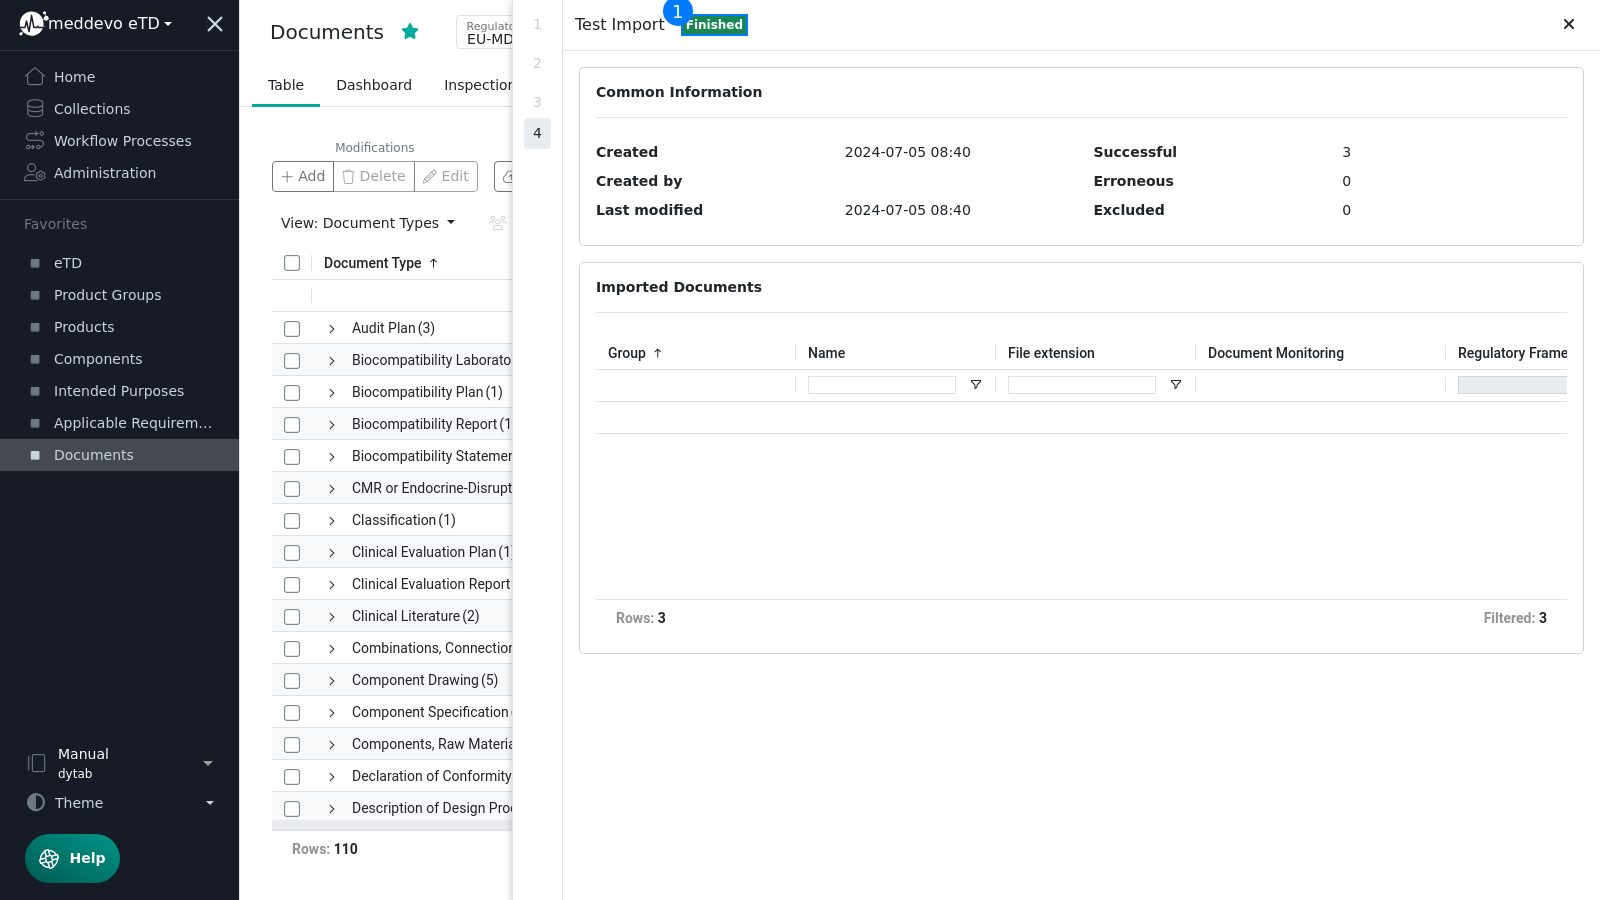 meddevo eTD
Home
Collections
Workflow Processes
Administration
Favorites
eTD
Product Groups
Products
Components
Intended Purposes
Applicable Requirem...
Documents
Manual
dytab
Theme
Help
Documents
Regulato
EU-MD
Table
Dashboard
Inspection
Modifications
Add
Delete
Edit
View: Document Types
Document Type
Audit Plan (3)
Biocompatibility Laborato
Biocompatibility Plan (1)
Biocompatibility Report (1
Biocompatibility Statemen
CMR or Endocrine-Disrupt
Classification (1)
Clinical Evaluation Plan (1)
Clinical Evaluation Report
Clinical Literature (2)
Combinations, Connection
Component Drawing (5)
Component Specification
Components, Raw Materia
Declaration of Conformity
Description of Design Proc
Rows: 110
1
2
3
4
Test Import
1
Finished
Common Information
Created 2024-07-05 08:40 Successful 3
Created by Erroneous 0
Last modified 2024-07-05 08:40 Excluded 0
Imported Documents
Group Name File extension Document Monitoring Regulatory Frame
Rows: 3
Filtered: 3